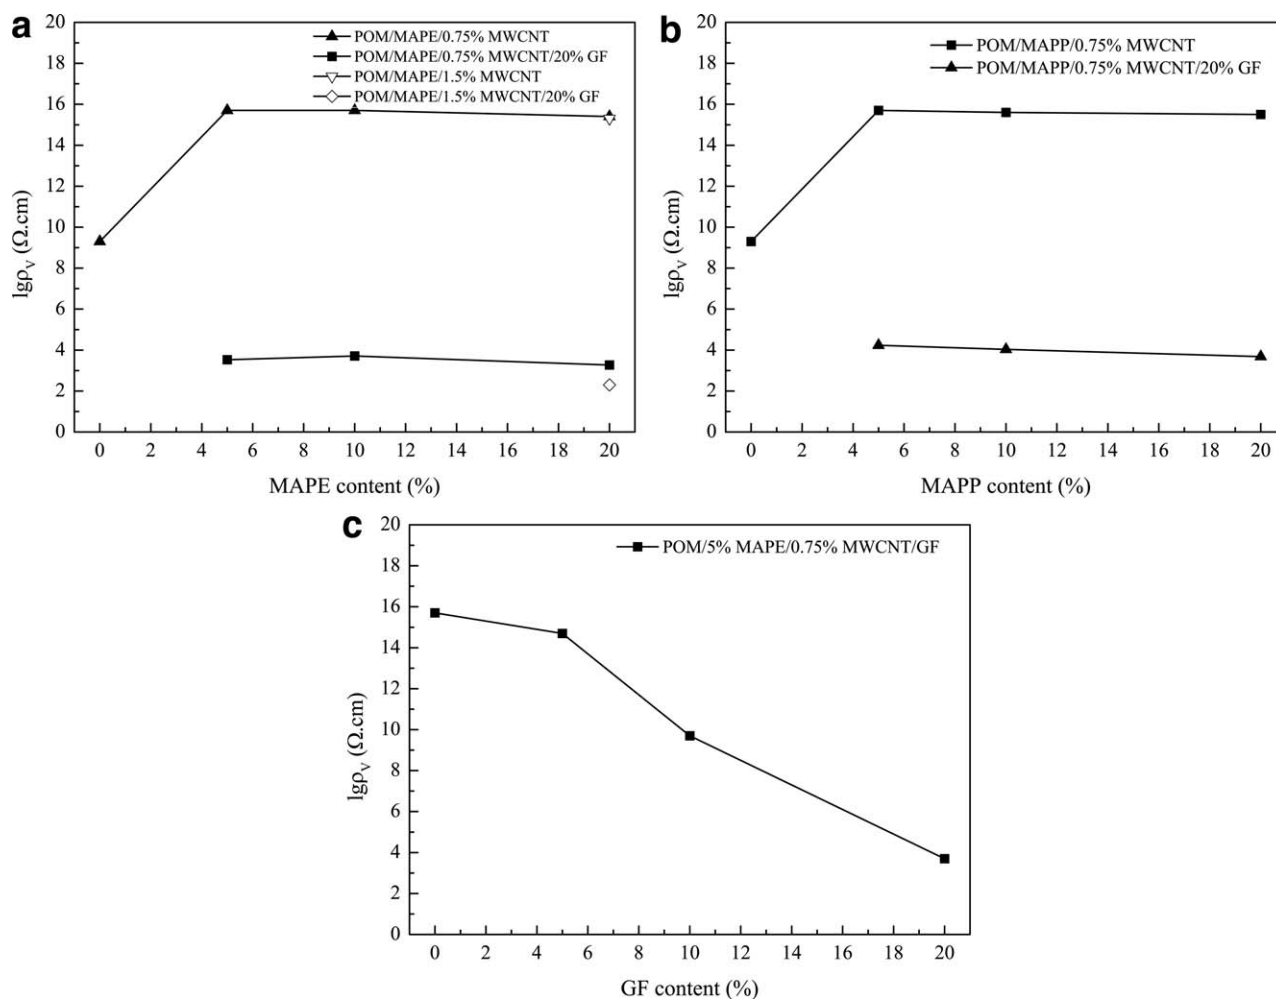 a
20
18
16
14
12
10
8
6
4
2
0
lgρV (Ω.cm)
POM/MAPE/0.75% MWCNT
POM/MAPE/0.75% MWCNT/20% GF
POM/MAPE/1.5% MWCNT
POM/MAPE/1.5% MWCNT/20% GF
0 2 4 6 8 10 12 14 16 18 20
MAPE content (%)
b
20
18
16
14
12
10
8
6
4
2
0
lgρV (Ω.cm)
POM/MAPP/0.75% MWCNT
POM/MAPP/0.75% MWCNT/20% GF
0 2 4 6 8 10 12 14 16 18 20
MAPP content (%)
c
20
18
16
14
12
10
8
6
4
2
0
lgρV (Ω.cm)
POM/5% MAPE/0.75% MWCNT/GF
0 2 4 6 8 10 12 14 16 18 20
GF content (%)